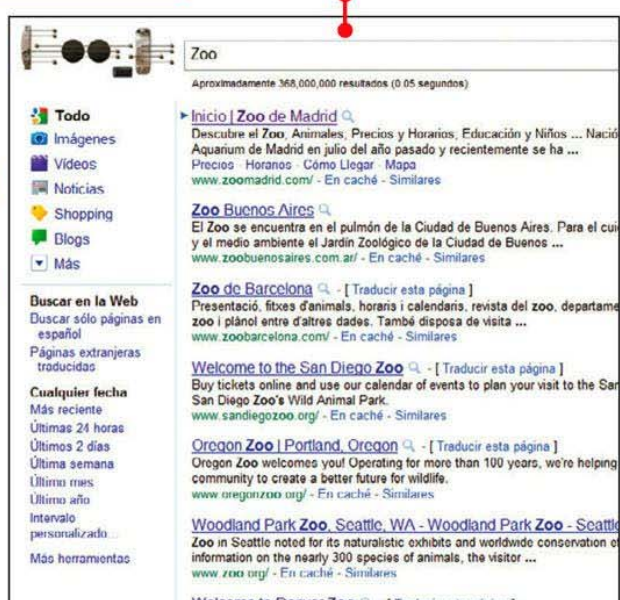 Zoo
Aproximadamente 368,000,000 resultados (0.05 segundos)
Todo
Imágenes
Vídeos
Noticias
Shopping
Blogs
Más
Buscar en la Web
Buscar sólo páginas en
español
Páginas extranjeras
traducidas
Cualquier fecha
Más reciente
Últimas 24 horas
Últimos 2 días
Última semana
Último mes
Último año
Intervalo
personalizado...
Más herramientas
Inicio | Zoo de Madrid
Descubre el Zoo, Animales, Precios y Horarios, Educación y Niños ... Nació
Aquarium de Madrid en julio del año pasado y recientemente se ha ...
Precios - Horarios - Cómo Llegar - Mapa
www.zoomadrid.com/ - En caché - Similares
Zoo Buenos Aires
El Zoo se encuentra en el pulmón de la Ciudad de Buenos Aires. Para el cui
y el medio ambiente el Jardín Zoológico de la Ciudad de Buenos ...
www.zoobuenosaires.com.ar/ - En caché - Similares
Zoo de Barcelona - [ Traducir esta página ]
Presentació, fitxes d'animals, horaris i calendaris, revista del zoo, departame
zoo i plànol entre d'altres dades. També disposa de visita ...
www.zoobarcelona.com/ - En caché - Similares
Welcome to the San Diego Zoo - [ Traducir esta página ]
Buy tickets online and use our calendar of events to plan your visit to the Sar
San Diego Zoo's Wild Animal Park.
www.sandiegozoo.org/ - En caché - Similares
Oregon Zoo | Portland, Oregon - [ Traducir esta página ]
Oregon Zoo welcomes you! Operating for more than 100 years, we're helping
community to create a better future for wildlife.
www.oregonzoo.org/ - En caché - Similares
Woodland Park Zoo, Seattle, WA - Woodland Park Zoo - Seattle
Zoo in Seattle noted for its naturalistic exhibits and worldwide conservation ef
information on the nearly 300 species of animals, the visitor ...
www.zoo.org/ - En caché - Similares